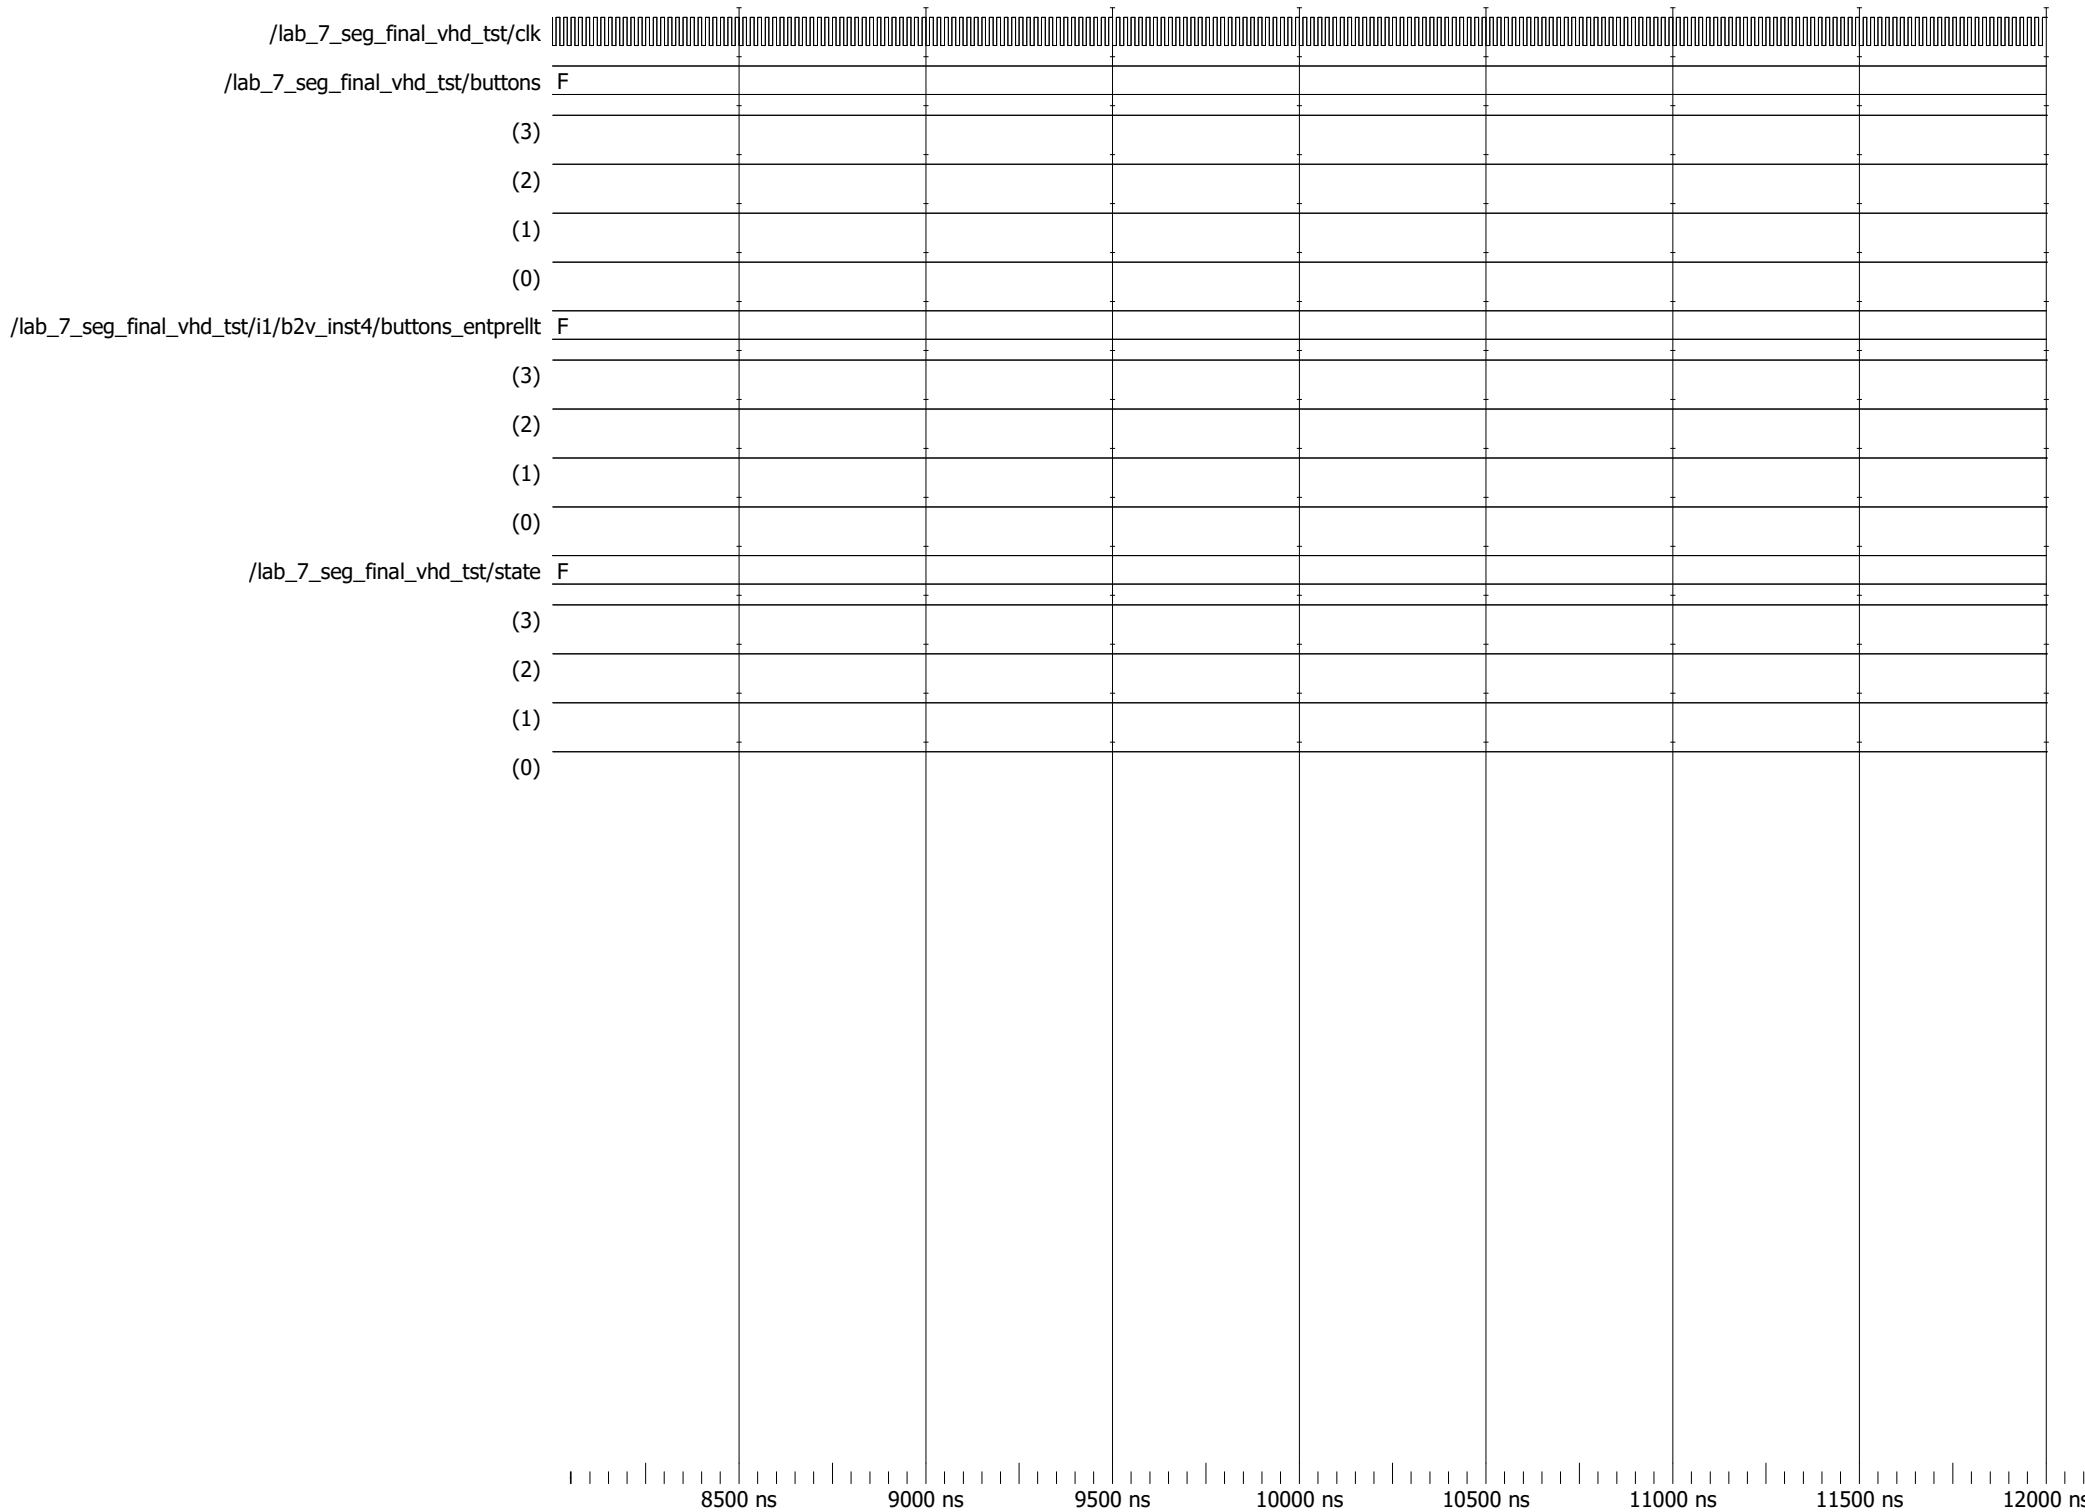 /lab_7_seg_final_vhd_tst/clk
/lab_7_seg_final_vhd_tst/buttons F
(3)
(2)
(1)
(0)
/lab_7_seg_final_vhd_tst/i1/b2v_inst4/buttons_entprellt F
(3)
(2)
(1)
(0)
/lab_7_seg_final_vhd_tst/state F
(3)
(2)
(1)
(0)
8500 ns 9000 ns 9500 ns 10000 ns 10500 ns 11000 ns 11500 ns 12000 ns